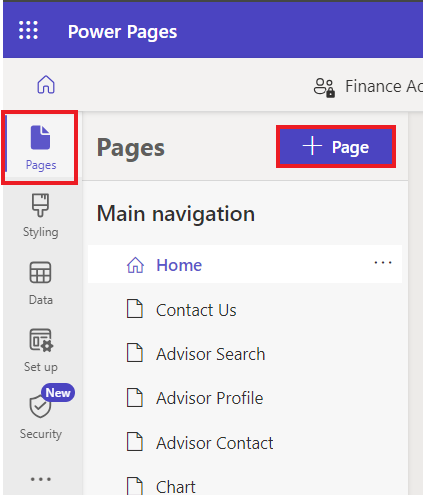 Power Pages
Finance Ac
Pages
Pages
+ Page
Main navigation
Styling
Home
...
Data
Contact Us
Set up
Advisor Search
New
Advisor Profile
Security
Advisor Contact
...
Chart